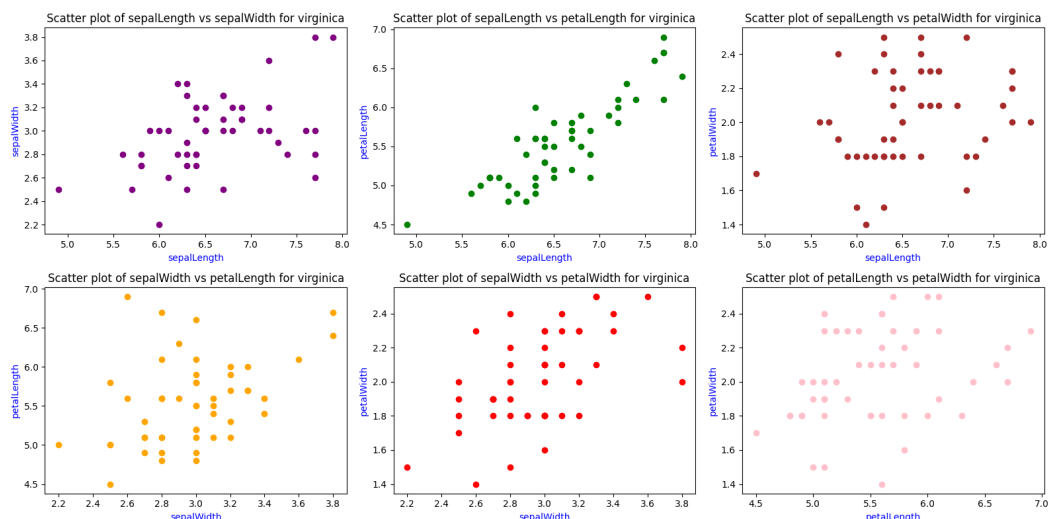 Scatter plot of sepalLength vs sepalWidth for virginica
3.8
3.6
3.4
3.2
3.0
2.8
2.6
2.4
2.2
sepalWidth
5.0 5.5 6.0 6.5 7.0 7.5 8.0
sepalLength
Scatter plot of sepalLength vs petalLength for virginica
7.0
6.5
6.0
5.5
5.0
4.5
petalLength
5.0 5.5 6.0 6.5 7.0 7.5 8.0
sepalLength
Scatter plot of sepalLength vs petalWidth for virginica
2.4
2.2
2.0
1.8
1.6
1.4
petalWidth
5.0 5.5 6.0 6.5 7.0 7.5 8.0
sepalLength
Scatter plot of sepalWidth vs petalLength for virginica
7.0
6.5
6.0
5.5
5.0
4.5
petalLength
2.2 2.4 2.6 2.8 3.0 3.2 3.4 3.6 3.8
sepalWidth
Scatter plot of sepalWidth vs petalWidth for virginica
2.4
2.2
2.0
1.8
1.6
1.4
petalWidth
2.2 2.4 2.6 2.8 3.0 3.2 3.4 3.6 3.8
sepalWidth
Scatter plot of petalLength vs petalWidth for virginica
2.4
2.2
2.0
1.8
1.6
1.4
petalWidth
4.5 5.0 5.5 6.0 6.5 7.0
petalLength